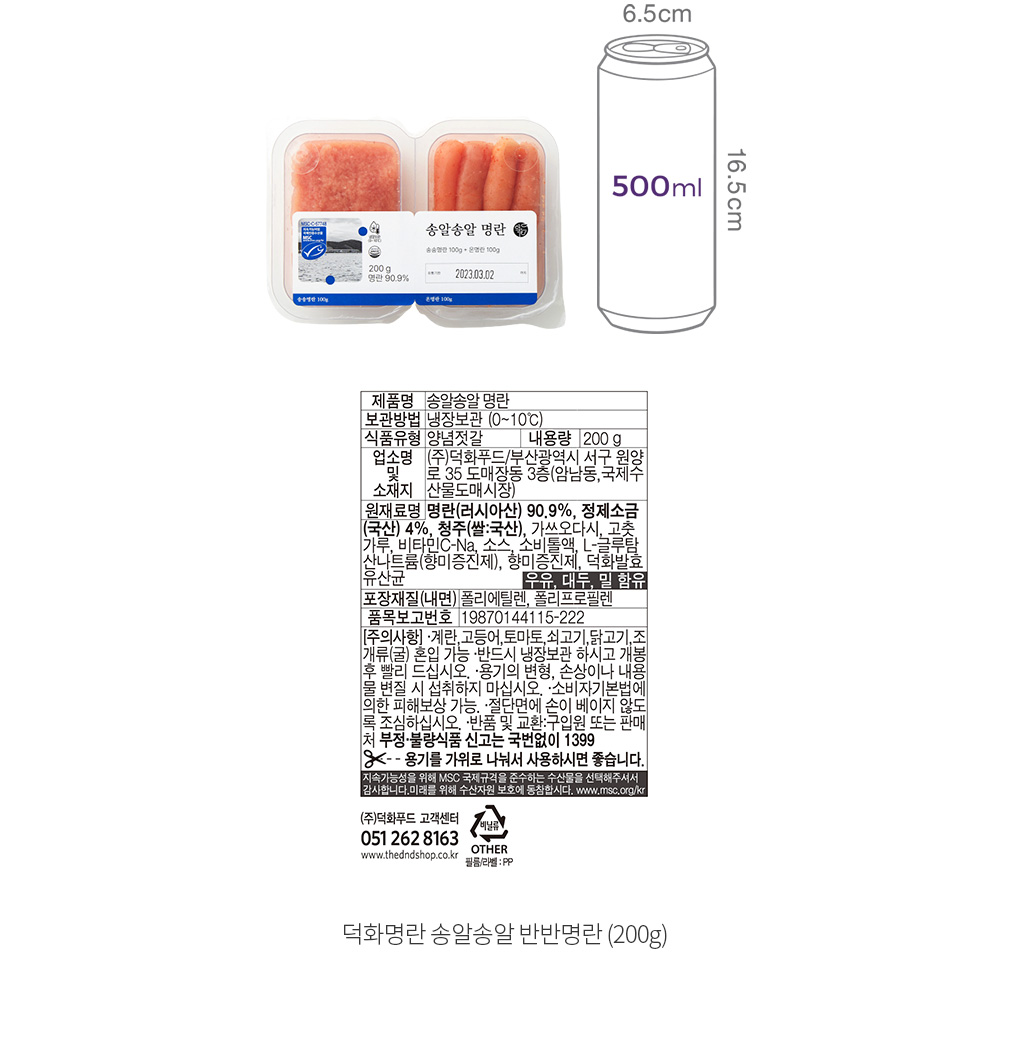 6.5cm
500ml
16.5cm
MSC-C-57748
MSC
냉장보관
(0~10℃)
200 g
명란 90.9%
송알송알 명란
송송명란 100g + 온명란 100g
2023.03.02
송송명란 100g
온명란 100g
제품명 송알송알 명란
보관방법 냉장보관 (0~10℃)
식품유형 양념젓갈 내용량 200 g
업소명 및 소재지 (주)덕화푸드/부산광역시 서구 원양
로 35 도매장동 3층(암남동,국제수
산물도매시장)
원재료명 명란(러시아산) 90.9%, 정제소금
(국산) 4%, 청주(쌀:국산), 가쓰오다시, 고춧
가루, 비타민C-Na, 소스, 소비톨액, L-글루탐
산나트륨(향미증진제), 향미증진제, 덕화발효
유산균 우유, 대두, 밀 함유
포장재질(내면) 폴리에틸렌, 폴리프로필렌
품목보고번호 19870144115-222
[주의사항] ·계란,고등어,토마토,쇠고기,닭고기,조
개류(굴) 혼입 가능 ·반드시 냉장보관 하시고 개봉
후 빨리 드십시오. ·용기의 변형, 손상이나 내용
물 변질 시 섭취하지 마십시오. ·소비자기본법에
의한 피해보상 가능. ·절단면에 손이 베이지 않도
록 조심하십시오. ·반품 및 교환:구입원 또는 판매
처 부정·불량식품 신고는 국번없이 1399
용기를 가위로 나눠서 사용하시면 좋습니다.
지속가능성을 위해 MSC 국제규격을 준수하는 수산물을 선택해주셔서
감사합니다.미래를 위해 수산자원 보호에 동참합시다. www.msc.org/kr
(주)덕화푸드 고객센터
051 262 8163
www.thedndshop.co.kr
비닐류
OTHER
필름/라벨 : PP
덕화명란 송알송알 반반명란 (200g)